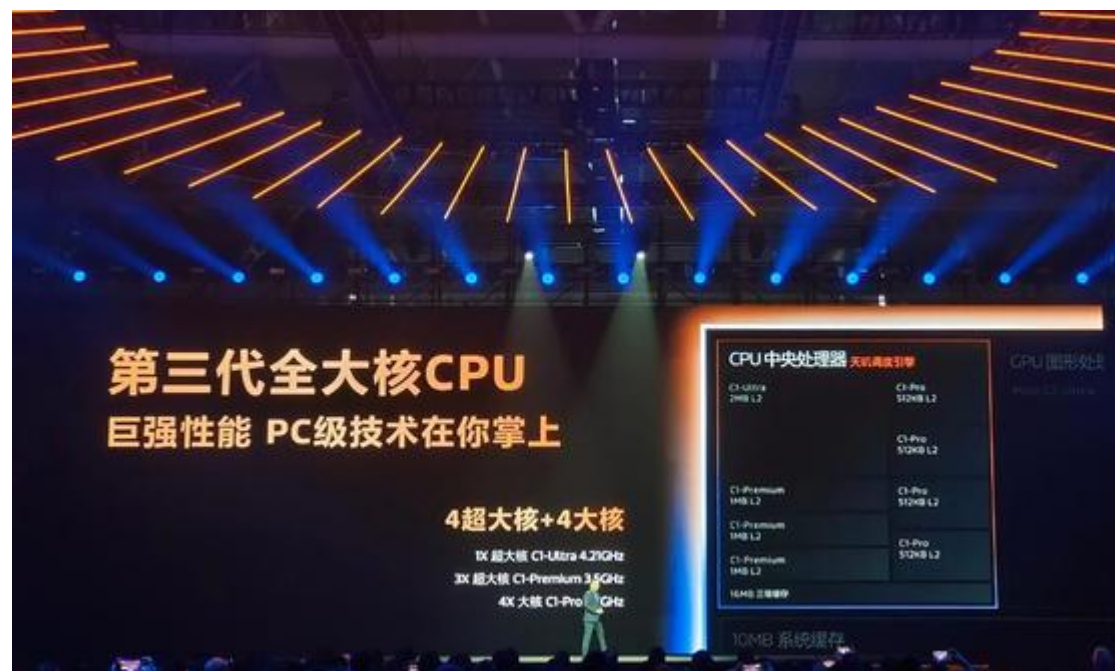 第三代全大核CPU
巨强性能 PC级技术在你掌上
4超大核+4大核
1X 超大核 C1-Ultra 4.21GHz
3X 超大核 C1-Premium 3.5GHz
4X 大核 C1-Pro GHz
CPU 中央处理器 天玑调度引擎
C1-Ultra
2MB L2
C1-Premium
1MB L2
C1-Premium
1MB L2
C1-Premium
1MB L2
C1-Pro
512KB L2
C1-Pro
512KB L2
C1-Pro
512KB L2
C1-Pro
512KB L2
16MB 三级缓存
10MB 系统缓存
GPU 图形处